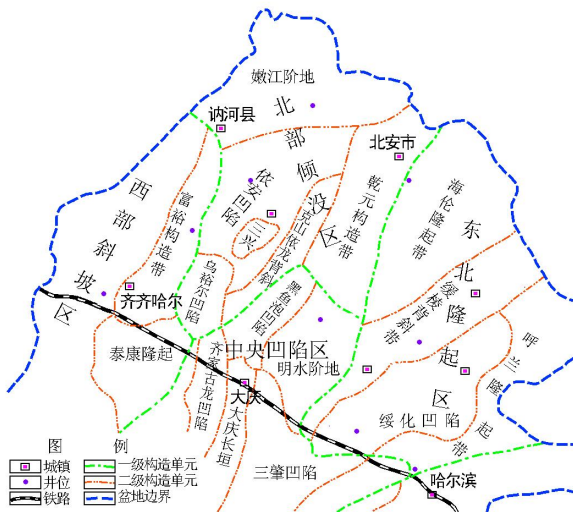 嫩江阶地
讷河县
北部倾没区
北安市
依安凹陷
三兴
克山依龙背斜
乾元构造带
海伦隆起带
西部斜坡区
富裕构造带
乌裕尔凹陷
黑鱼泡凹陷
东北隆起区
绥棱背斜带
呼兰隆起带
齐齐哈尔
泰康隆起
中央凹陷区
明水阶地
齐家古龙凹陷
大庆
大庆长垣
绥化凹陷
三肇凹陷
哈尔滨
图 例
城镇
一级构造单元
井位
二级构造单元
铁路
盆地边界